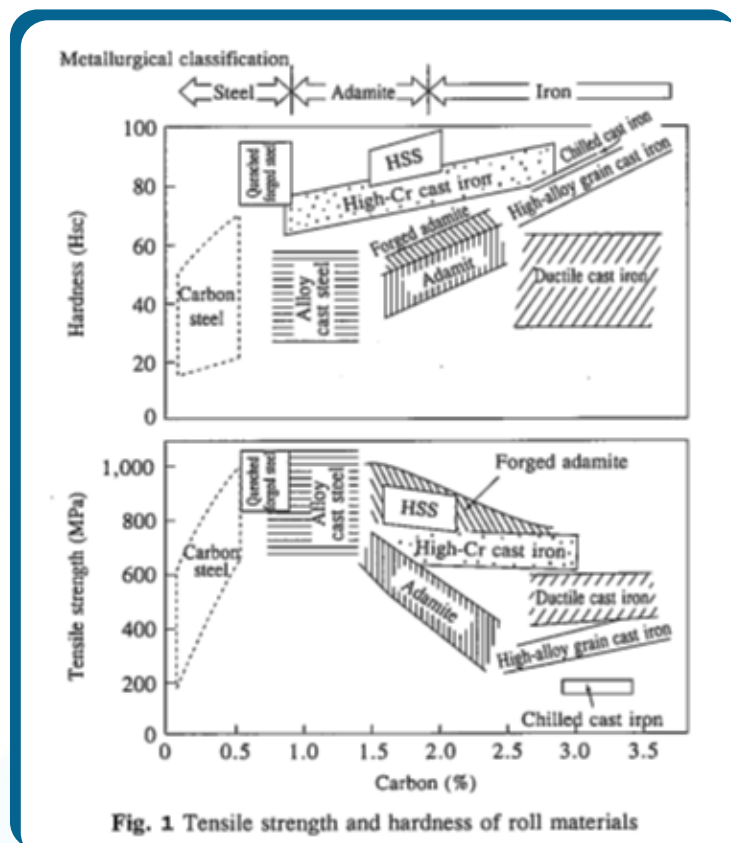 Metallurgical classification
Steel Adamite Iron
100
80
60
40
20
0
Hardness (Hsc)
Quenched
forged steel
HSS
High-Cr cast iron
Chilled cast iron
High-alloy grain cast iron
Forged adamite
Adamit
Carbon
steel
Alloy
cast steel
Ductile cast iron
1,000
800
600
400
200
0
Tensile strength (MPa)
Quenched
forged steel
Alloy
cast steel
Carbon
steel
Forged adamite
HSS
High-Cr cast iron
Adamite
Ductile cast iron
High-alloy grain cast iron
Chilled cast iron
0 0.5 1.0 1.5 2.0 2.5 3.0 3.5
Carbon (%)
Fig. 1 Tensile strength and hardness of roll materials